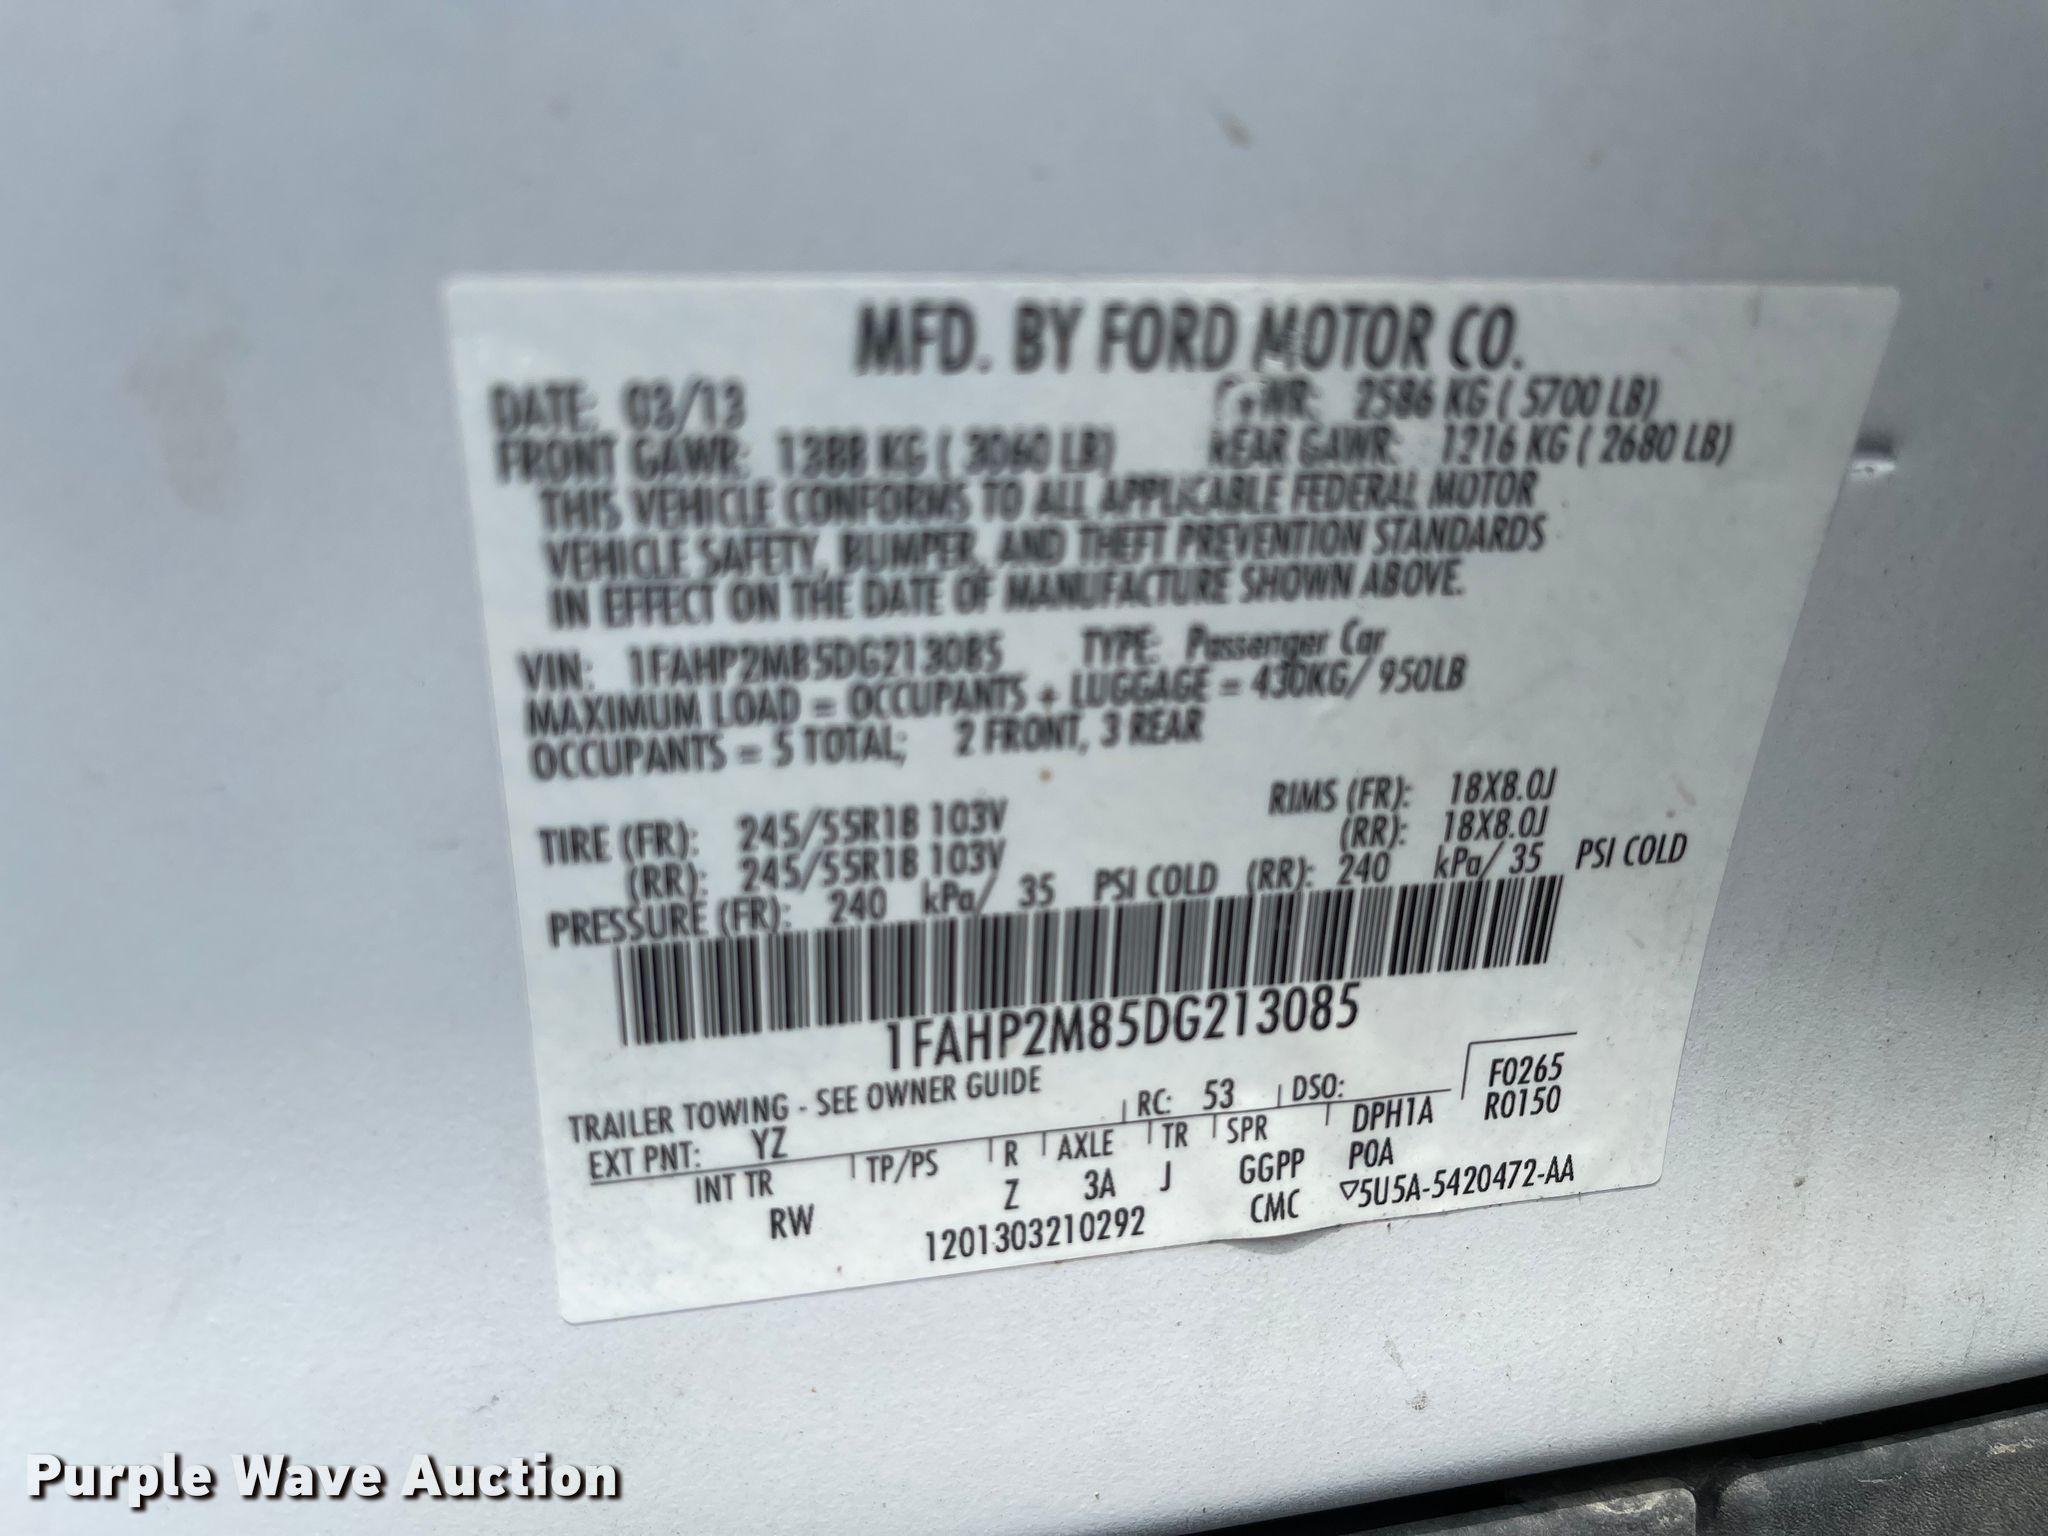 MFD. BY FORD MOTOR CO.
DATE: 03/13 GVWR: 2586 KG ( 5700 LB)
FRONT GAWR: 1388 KG ( 3060 LB) REAR GAWR: 1216 KG ( 2680 LB)
THIS VEHICLE CONFORMS TO ALL APPLICABLE FEDERAL MOTOR
VEHICLE SAFETY, BUMPER, AND THEFT PREVENTION STANDARDS
IN EFFECT ON THE DATE OF MANUFACTURE SHOWN ABOVE.
VIN: 1FAHP2M85DG213085 TYPE: Passenger Car
MAXIMUM LOAD = OCCUPANTS + LUGGAGE = 430KG/ 950LB
OCCUPANTS = 5 TOTAL; 2 FRONT, 3 REAR
TIRE (FR): 245/55R18 103V RIMS (FR): 18X8.0J
(RR): 245/55R18 103V (RR): 18X8.0J
PRESSURE (FR): 240 kPa/ 35 PSI COLD (RR): 240 kPa/ 35 PSI COLD
1FAHP2M85DG213085
TRAILER TOWING - SEE OWNER GUIDE
F0265
R0150
EXT PNT: YZ RC: 53 DSO:
INT TR TP/PS R AXLE TR SPR DPH1A
RW Z 3A J GGPP POA
1201303210292 CMC ▽5U5A-5420472-AA
Purple Wave Auction